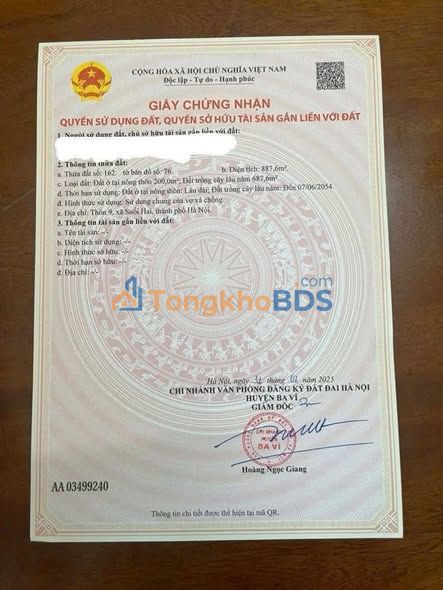 CỘNG HÒA XÃ HỘI CHỦ NGHĨA VIỆT NAM
Độc lập - Tự do - Hạnh phúc
GIẤY CHỨNG NHẬN
QUYỀN SỬ DỤNG ĐẤT, QUYỀN SỞ HỮU TÀI SẢN GẮN LIỀN VỚI ĐẤT
1. Người sử dụng đất, chủ sở hữu tài sản gắn liền với đất:
2. Thông tin thửa đất:
a. Thửa đất số: 162. tờ bản đồ số: 76. b. Diện tích: 887,6m².
c. Loại đất: Đất ở tại nông thôn 200,0m²; Đất trồng cây lâu năm 687,6m².
d. Thời hạn sử dụng: Đất ở tại nông thôn: Lâu dài; Đất trồng cây lâu năm: Đến 07/06/2054.
đ. Hình thức sử dụng: Sử dụng chung của vợ và chồng.
e. Địa chỉ: Thôn 9, xã Suối Hai, thành phố Hà Nội.
3. Thông tin tài sản gắn liền với đất:
a. Tên tài sản: -/-
b. Diện tích sử dụng: -/-
c. Hình thức sở hữu: -/-
d. Thời hạn sở hữu: -/-
đ. Địa chỉ: -/-
TongkhoBDS.com
Hà Nội, ngày 31 tháng 07 năm 2025
CHI NHÁNH VĂN PHÒNG ĐĂNG KÝ ĐẤT ĐAI HÀ NỘI
HUYỆN BA VÌ
GIÁM ĐỐC
CHI NHÁNH
HUYỆN
BA VÌ
Hoàng Ngọc Giang
AA 03499240
Thông tin chi tiết được thể hiện tại mã QR.